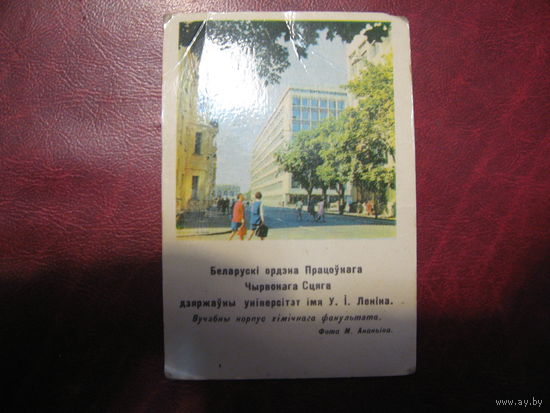 Беларускі ордэна Працоўнага
Чырвонага Сцяга
дзяржаўны універсітэт імя У. І. Леніна.
Вучэбны корпус хімічнага факультэта.
Фота М. Ананьіна.
www.ay.by